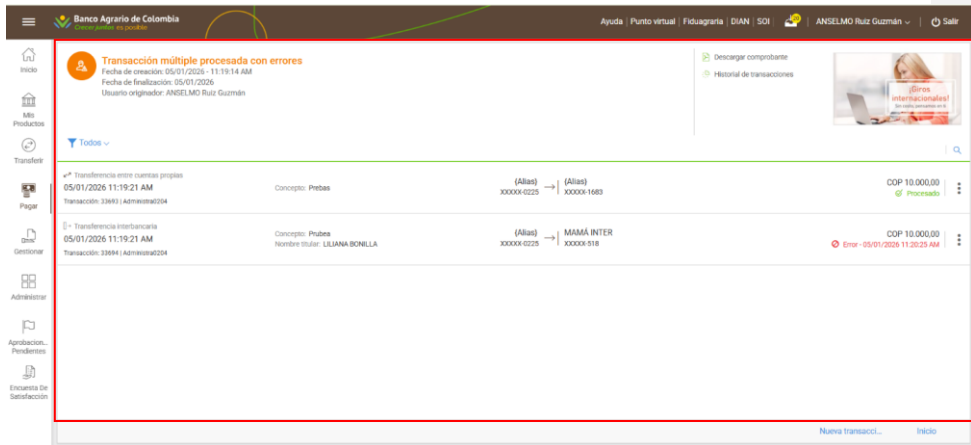 Banco Agrario de Colombia
Crecer juntos es posible
Ayuda | Punto virtual | Fiduagraria | DIAN | SOI | 20 | ANSELMO Ruiz Guzmán | Salir
Inicio
Mis
Productos
Transferir
Pagar
Gestionar
Administrar
Aprobacion...
Pendientes
Encuesta De
Satisfacción
Transacción múltiple procesada con errores
Fecha de creación: 05/01/2026 - 11:19:14 AM
Fecha de finalización: 05/01/2026
Usuario originador: ANSELMO Ruiz Guzmán
Descargar comprobante
Historial de transacciones
¡Giros
internacionales!
Todos
Transferencia entre cuentas propias
05/01/2026 11:19:21 AM
Transacción: 33693 | Administra0204
Concepto: Prebas
{Alias} → {Alias}
XXXXX-0225 XXXXX-1683
COP 10.000,00
Procesado
Transferencia interbancaria
05/01/2026 11:19:21 AM
Transacción: 33694 | Administra0204
Concepto: Prubea
Nombre titular: LILIANA BONILLA
{Alias} → MAMÁ INTER
XXXXX-0225 XXXXX-518
COP 10.000,00
Error - 05/01/2026 11:20:25 AM
Nueva transacci... Inicio